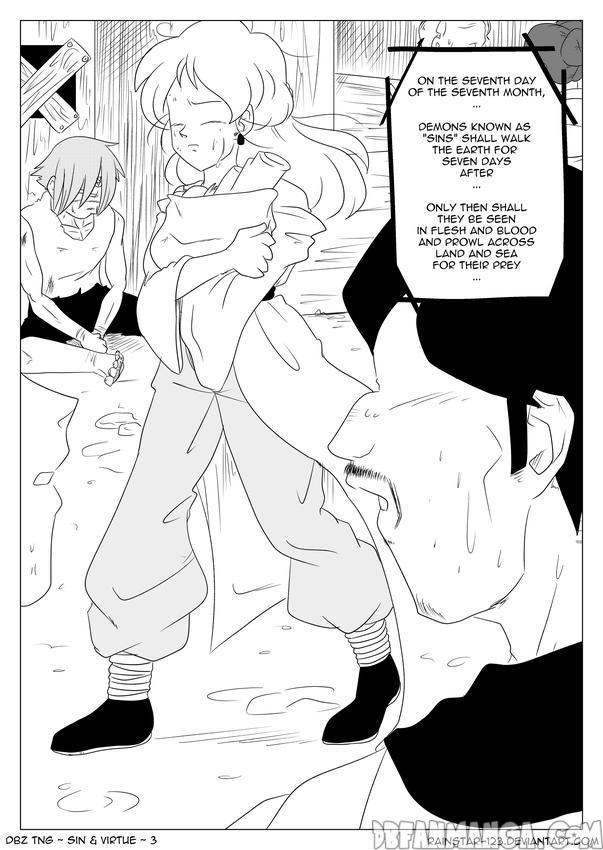 ON THE SEVENTH DAY
OF THE SEVENTH MONTH,
...
DEMONS KNOWN AS
"SINS" SHALL WALK
THE EARTH FOR
SEVEN DAYS
AFTER
...
ONLY THEN SHALL
THEY BE SEEN
IN FLESH AND BLOOD
AND PROWL ACROSS
LAND AND SEA
FOR THEIR PREY
...
DBFANMANGA.COM
DBZ TNG ~ SIN & VIRTUE ~ 3
RAINSTAR-123.DEVIANTART.COM